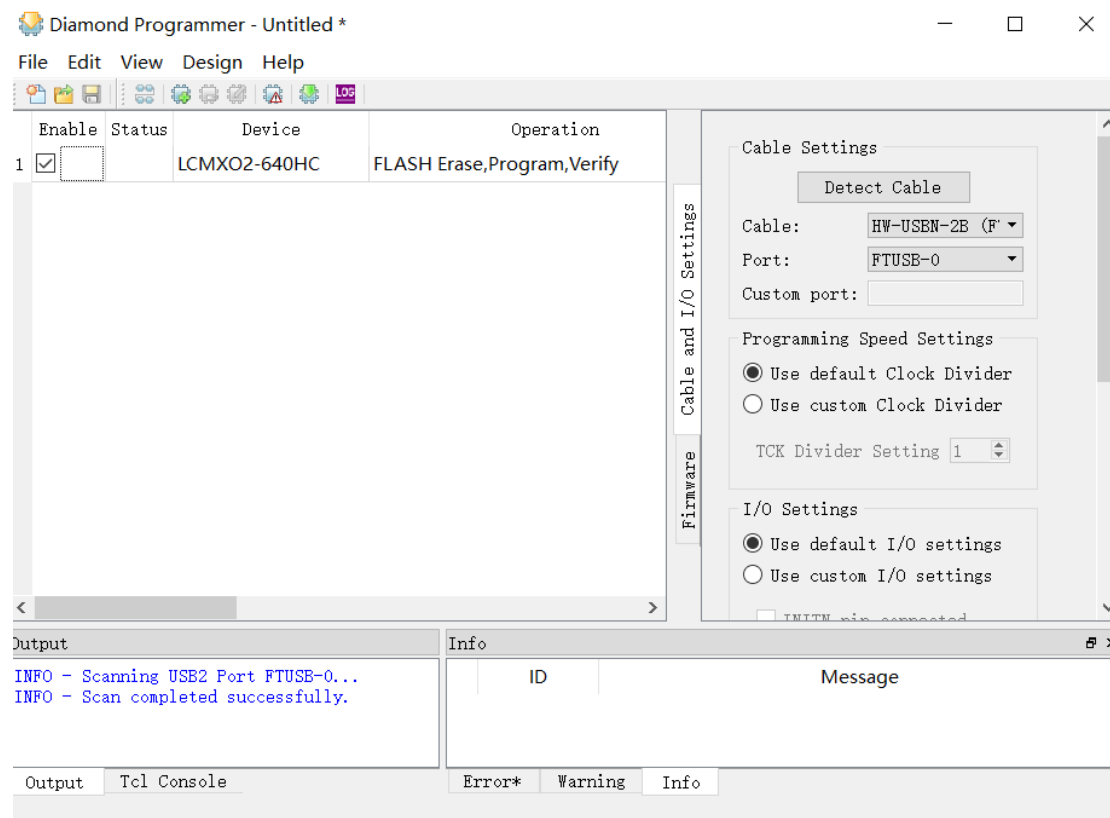 Diamond Programmer - Untitled *
File Edit View Design Help
LOG
Enable Status Device Operation
1 LCMXO2-640HC FLASH Erase,Program,Verify
Cable and I/O Settings
Firmware
Cable Settings
Detect Cable
Cable: HW-USBN-2B (F
Port: FTUSB-0
Custom port:
Programming Speed Settings
Use default Clock Divider
Use custom Clock Divider
TCK Divider Setting 1
I/O Settings
Use default I/O settings
Use custom I/O settings
Output
INFO - Scanning USB2 Port FTUSB-0...
INFO - Scan completed successfully.
Output Tcl Console
Info
ID Message
Error* Warning Info